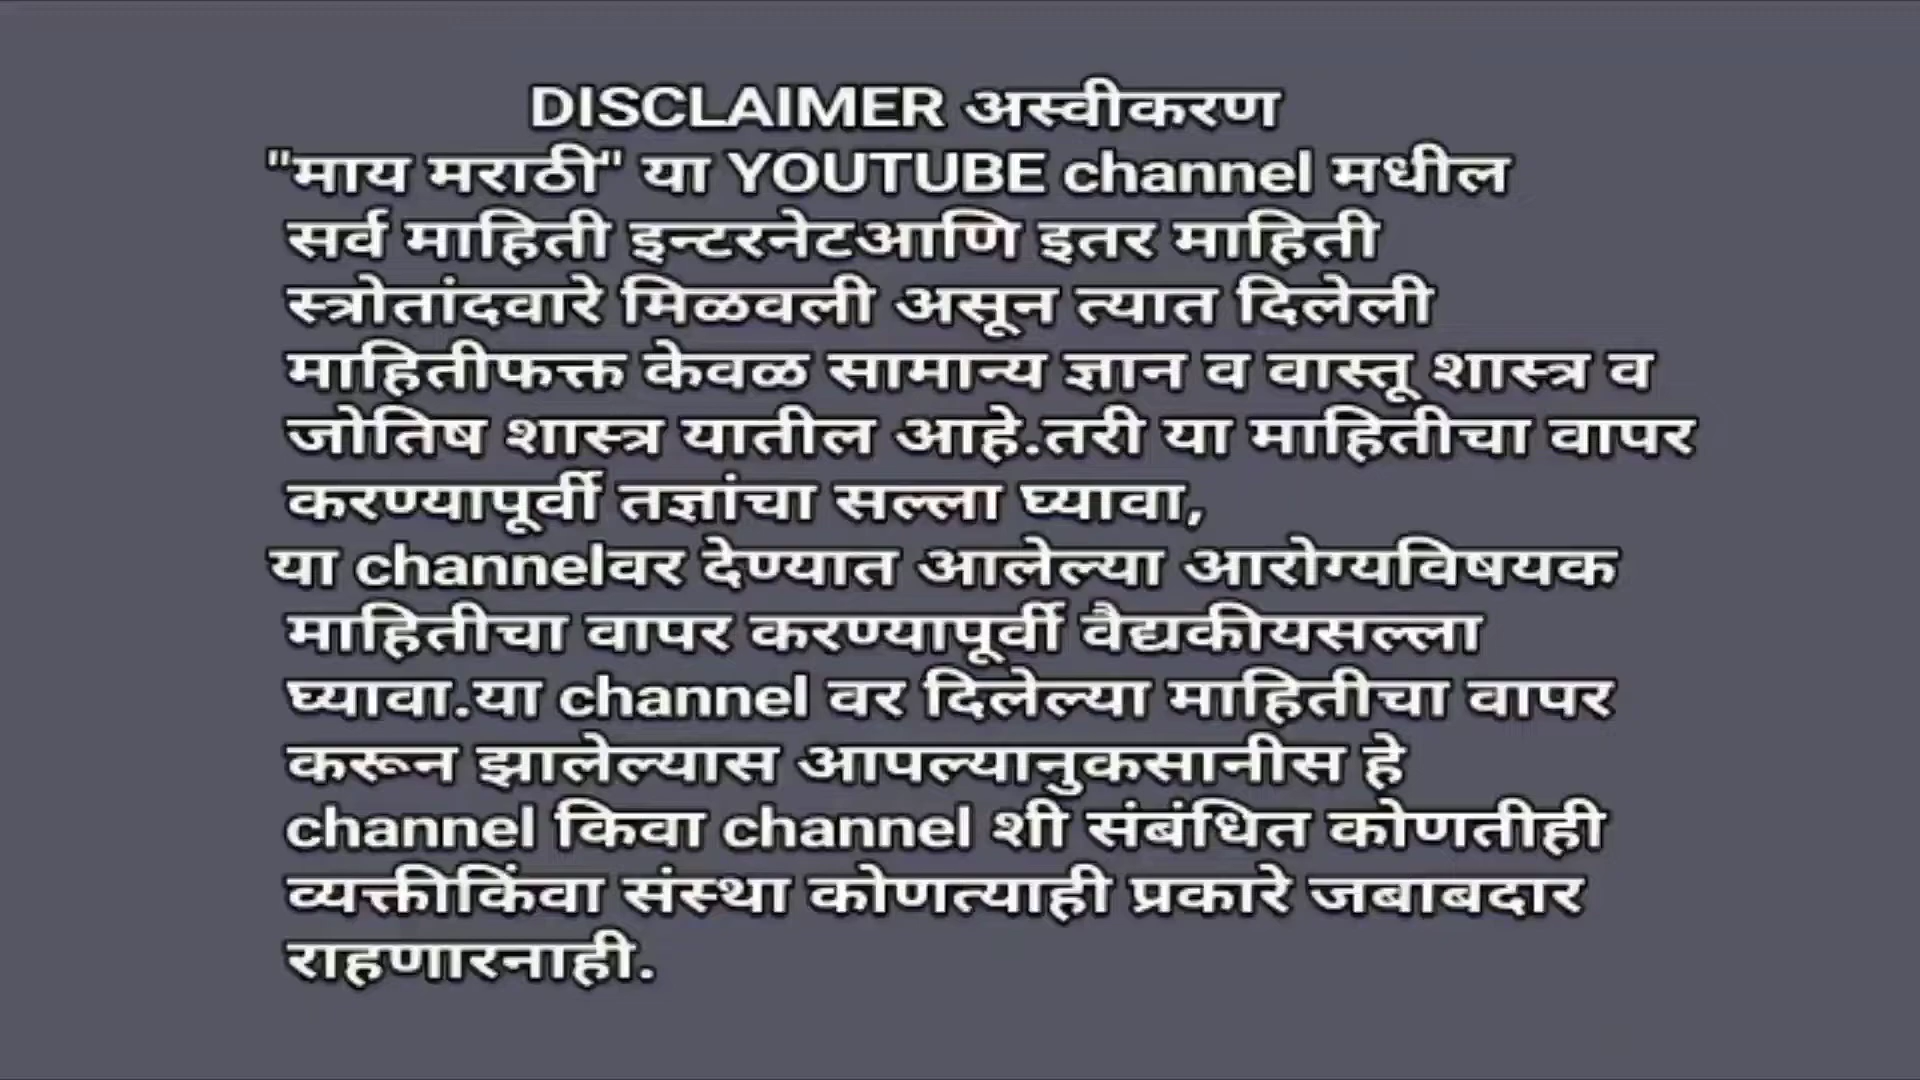 DISCLAIMER अस्वीकरण
"माय मराठी" या YOUTUBE channel मधील
सर्व माहिती इन्टरनेटआणि इतर माहिती
स्त्रोतांदवारे मिळवली असून त्यात दिलेली
माहितीफक्त केवळ सामान्य ज्ञान व वास्तू शास्त्र व
जोतिष शास्त्र यातील आहे.तरी या माहितीचा वापर
करण्यापूर्वी तज्ञांचा सल्ला घ्यावा,
या channelवर देण्यात आलेल्या आरोग्यविषयक
माहितीचा वापर करण्यापूर्वी वैद्यकीयसल्ला
घ्यावा.या channel वर दिलेल्या माहितीचा वापर
करून झालेल्यास आपल्यानुकसानीस हे
channel किवा channel शी संबंधित कोणतीही
व्यक्तीकिंवा संस्था कोणत्याही प्रकारे जबाबदार
राहणारनाही.